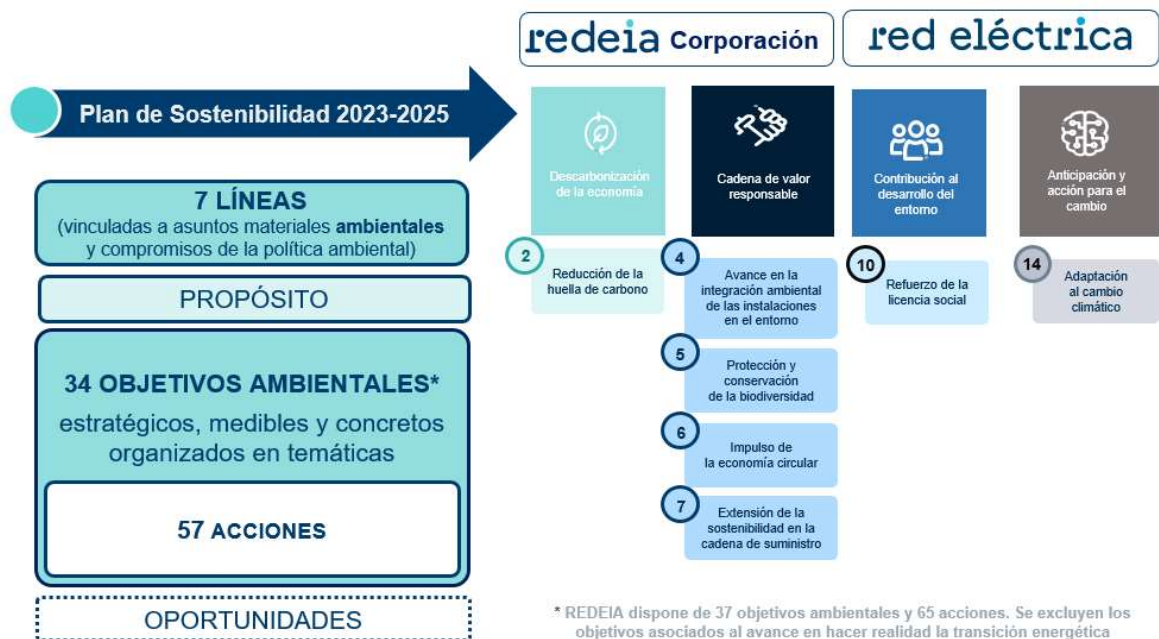 redeia Corporación
red eléctrica
Plan de Sostenibilidad 2023-2025
7 LÍNEAS
(vinculadas a asuntos materiales ambientales
y compromisos de la política ambiental)
PROPÓSITO
34 OBJETIVOS AMBIENTALES*
estratégicos, medibles y concretos
organizados en temáticas
57 ACCIONES
OPORTUNIDADES
Descarbonización
de la economía
2
Reducción de la
huella de carbono
Cadena de valor
responsable
4
Avance en la
integración ambiental
de las instalaciones
en el entorno
5
Protección y
conservación
de la biodiversidad
6
Impulso de
la economía circular
7
Extensión de la
sostenibilidad en la
cadena de suministro
Contribución al
desarrollo del
entorno
10
Refuerzo de la
licencia social
Anticipación y
acción para el
cambio
14
Adaptación
al cambio
climático
* REDEIA dispone de 37 objetivos ambientales y 65 acciones. Se excluyen los
objetivos asociados al avance en hacer realidad la transición energética